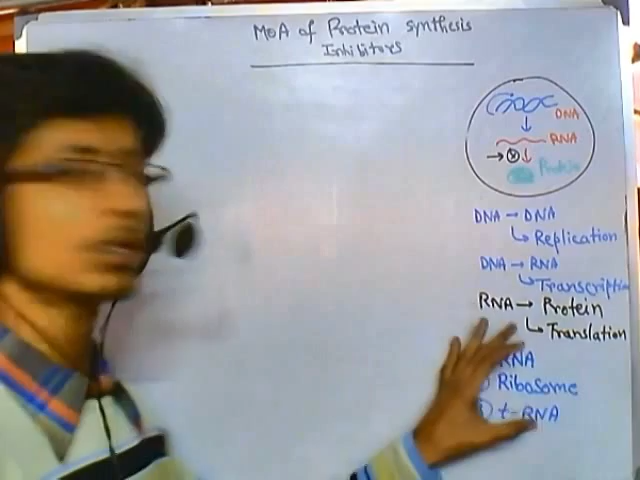 MOA of Protein synthesis
Inhibitors
DNA
RNA
Protein
DNA → DNA
↳ Replication
DNA → RNA
↳ Transcription
RNA → Protein
↳ Translation
RNA
Ribosome
t-RNA